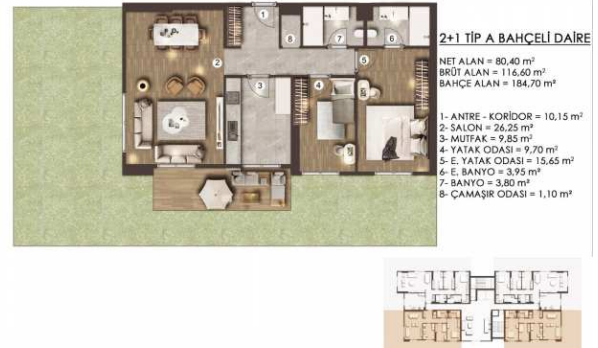 2+1 TİP A BAHÇELİ DAİRE
NET ALAN = 80,40 m²
BRÜT ALAN = 116,60 m²
BAHÇE ALAN = 184,70 m²
1- ANTRE - KORİDOR = 10,15 m²
2- SALON = 26,25 m²
3- MUTFAK = 9,85 m²
4- YATAK ODASI = 9,70 m²
5- E. YATAK ODASI = 15,65 m²
6- E. BANYO = 3,95 m²
7- BANYO = 3,80 m²
8- ÇAMAŞIR ODASI = 1,10 m²
1
2
3
4
5
6
7
8